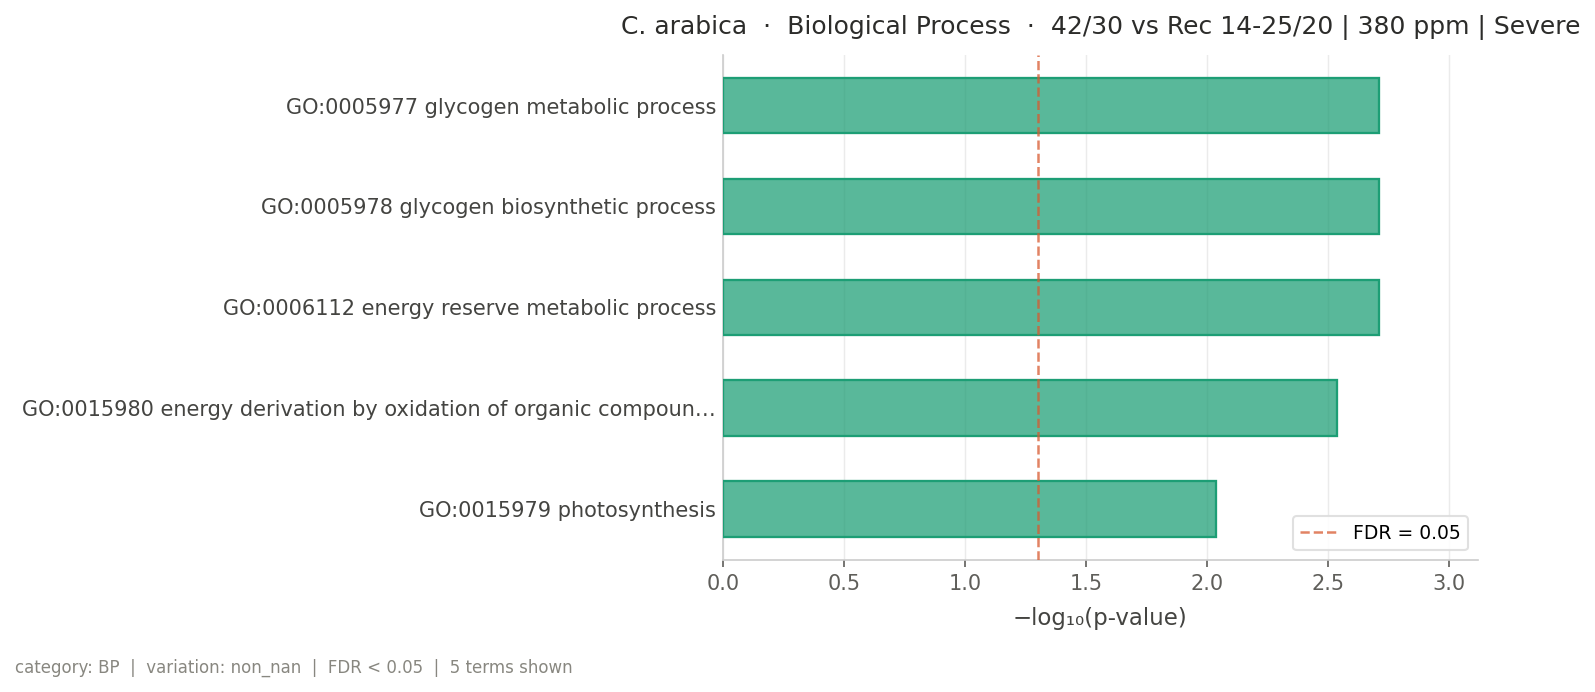 C. arabica · Biological Process · 42/30 vs Rec 14-25/20 | 380 ppm | Severe
GO:0005977 glycogen metabolic process
GO:0005978 glycogen biosynthetic process
GO:0006112 energy reserve metabolic process
GO:0015980 energy derivation by oxidation of organic compoun…
GO:0015979 photosynthesis
FDR = 0.05
0.0 0.5 1.0 1.5 2.0 2.5 3.0
−log₁₀(p-value)
category: BP | variation: non_nan | FDR < 0.05 | 5 terms shown